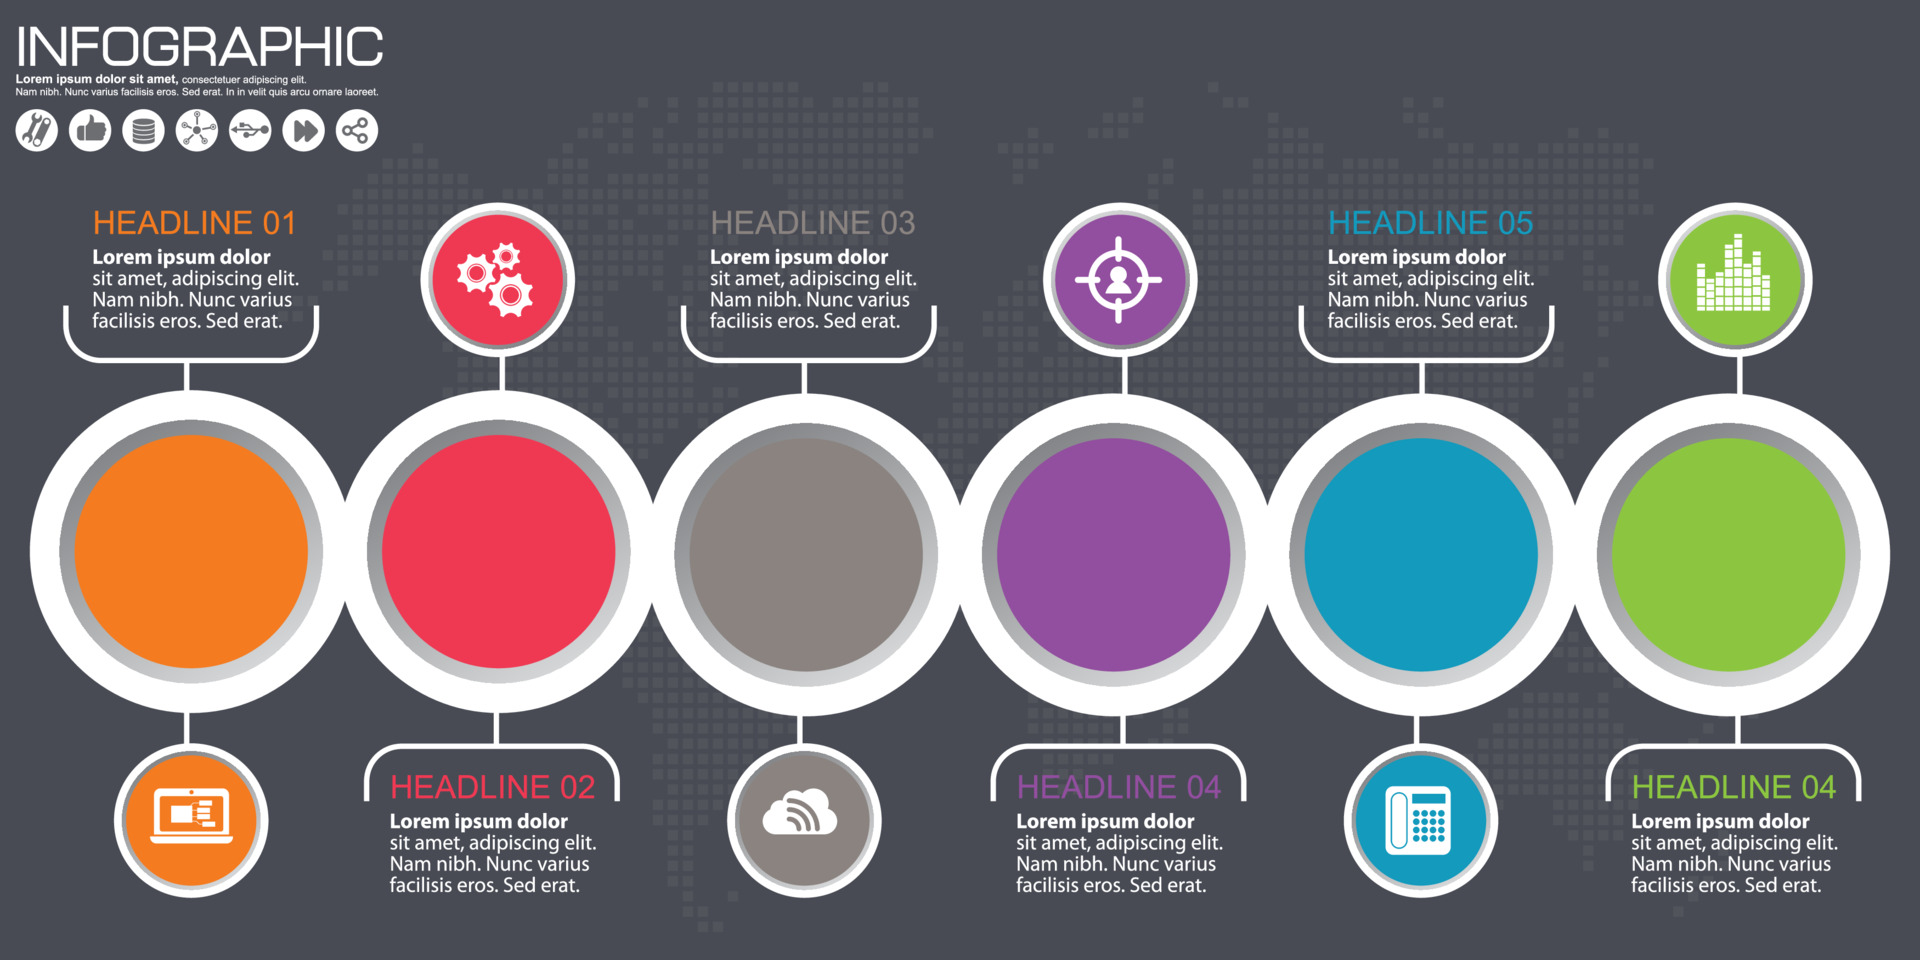 INFOGRAPHIC
Lorem ipsum dolor sit amet, consectetuer adipiscing elit.
Nam nibh. Nunc varius facilisis eros. Sed erat. In in velit quis arcu ornare laoreet.
HEADLINE 01
Lorem ipsum dolor
sit amet, adipiscing elit.
Nam nibh. Nunc varius
facilisis eros. Sed erat.
HEADLINE 03
Lorem ipsum dolor
sit amet, adipiscing elit.
Nam nibh. Nunc varius
facilisis eros. Sed erat.
HEADLINE 05
Lorem ipsum dolor
sit amet, adipiscing elit.
Nam nibh. Nunc varius
facilisis eros. Sed erat.
HEADLINE 02
Lorem ipsum dolor
sit amet, adipiscing elit.
Nam nibh. Nunc varius
facilisis eros. Sed erat.
HEADLINE 04
Lorem ipsum dolor
sit amet, adipiscing elit.
Nam nibh. Nunc varius
facilisis eros. Sed erat.
HEADLINE 04
Lorem ipsum dolor
sit amet, adipiscing elit.
Nam nibh. Nunc varius
facilisis eros. Sed erat.